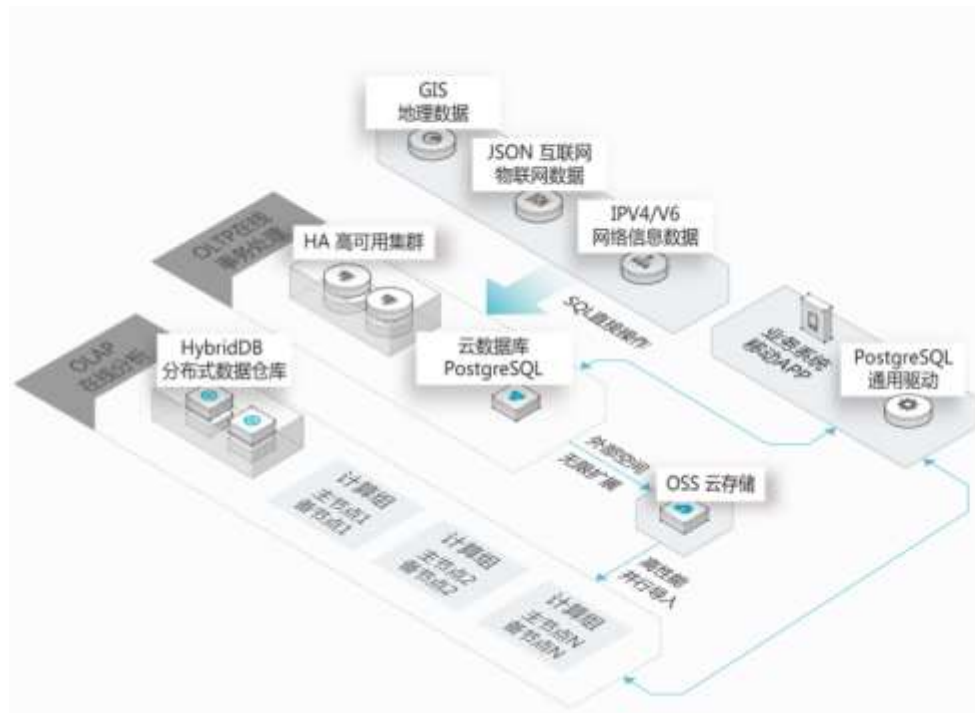 GIS
地理数据
JSON 互联网
物联网数据
IPV4/V6
网络信息数据
OLTP在线
事务处理
HA 高可用集群
SQL直接操作
业务系统
移动APP
PostgreSQL
通用驱动
OLAP
在线分析
HybridDB
分布式数据仓库
云数据库
PostgreSQL
外部空间
无限扩展
OSS 云存储
计算组
主节点1
备节点1
计算组
主节点2
备节点2
计算组
主节点N
备节点N
高性能
并行导入